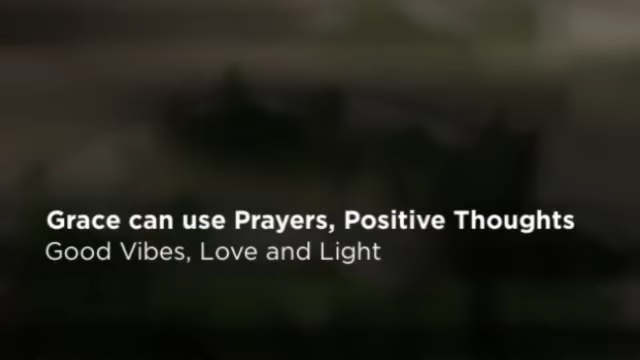 Grace can use Prayers, Positive Thoughts
Good Vibes, Love and Light